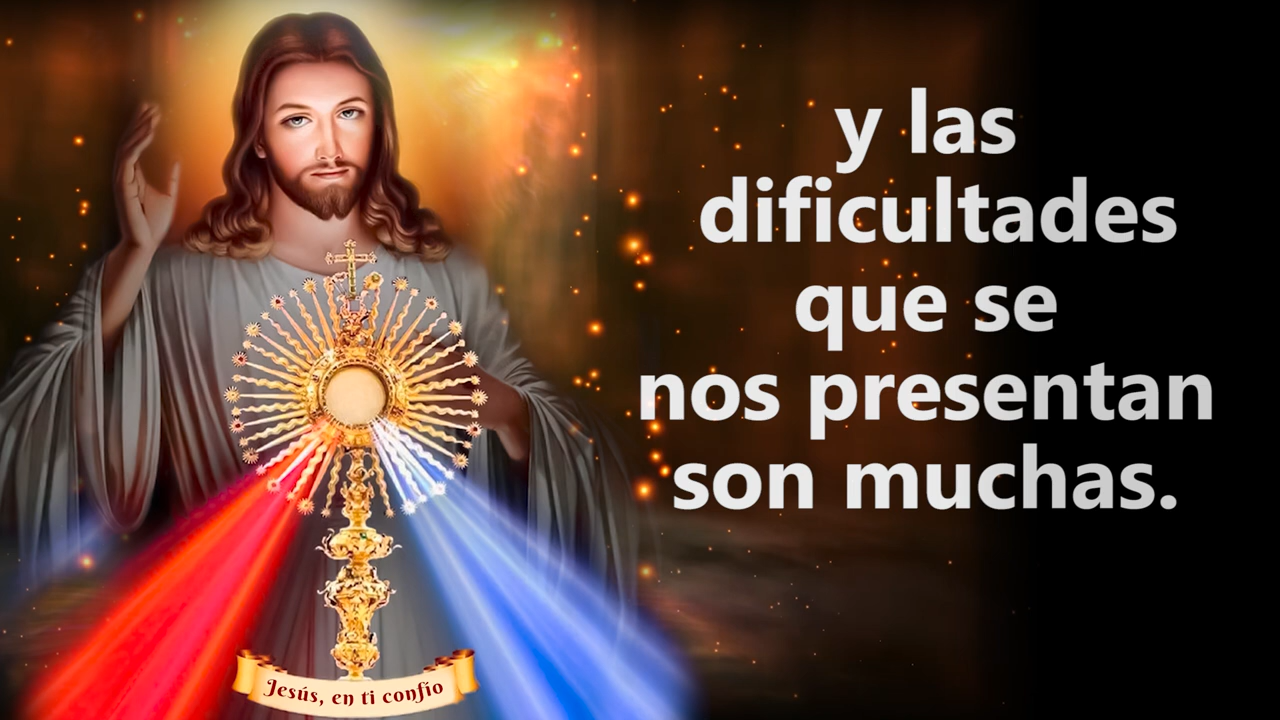 y las
dificultades
que se
nos presentan
son muchas.
Jesús, en ti confío